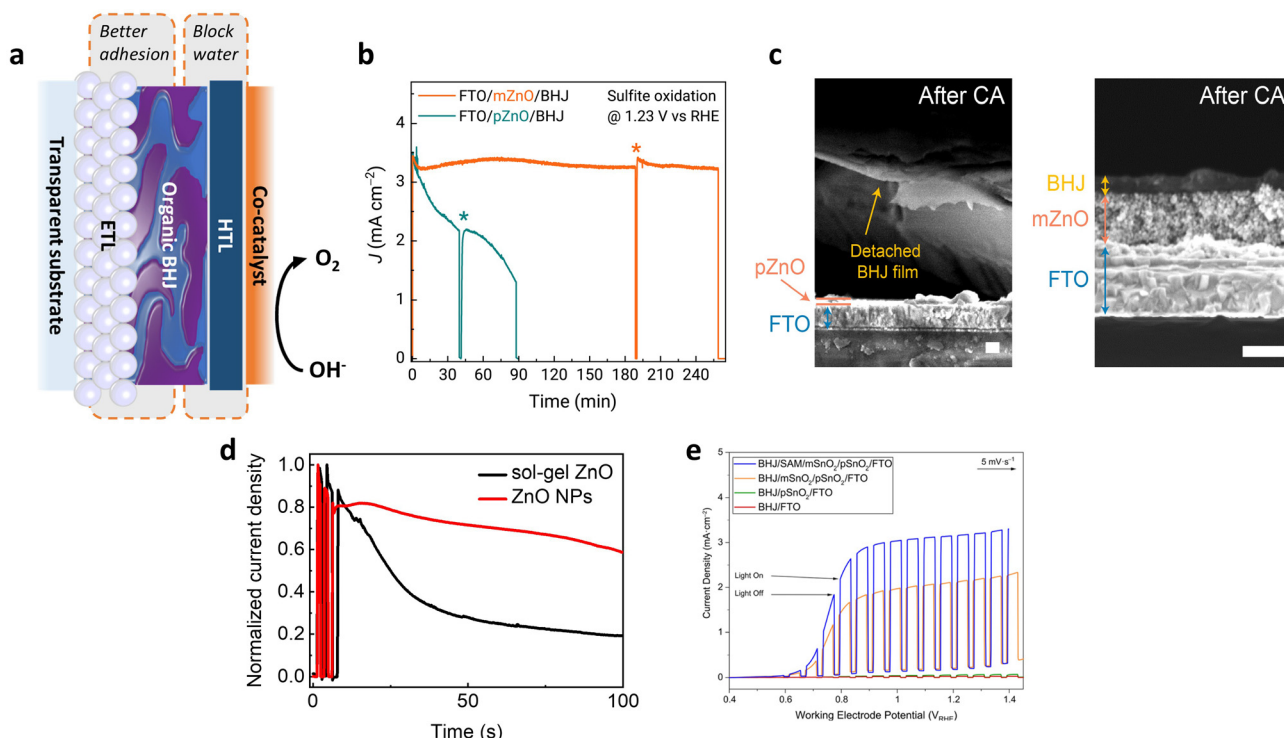 a
Better
adhesion
Block
water
Transparent substrate
ETL
Organic BHJ
HTL
Co-catalyst
O₂
OH⁻
b
FTO/mZnO/BHJ
FTO/pZnO/BHJ
Sulfite oxidation
@ 1.23 V vs RHE
*
*
J (mA cm⁻²)
4
3
2
1
0
0 30 60 90 120 150 180 210 240
Time (min)
c
After CA
Detached
BHJ film
pZnO
FTO
After CA
BHJ
mZnO
FTO
d
sol-gel ZnO
ZnO NPs
Normalized current density
1.0
0.8
0.6
0.4
0.2
0.0
0 50 100
Time (s)
e
BHJ/SAM/mSnO₂/pSnO₂/FTO
BHJ/mSnO₂/pSnO₂/FTO
BHJ/pSnO₂/FTO
BHJ/FTO
5 mV·s⁻¹
Light On
Light Off
Current Density (mA·cm⁻²)
5
4
3
2
1
0
0.4 0.6 0.8 1 1.2 1.4
Working Electrode Potential (V_RHE)